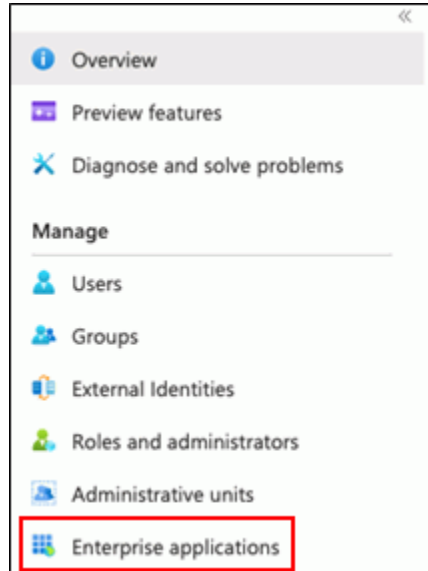 Overview
Preview features
Diagnose and solve problems
Manage
Users
Groups
External Identities
Roles and administrators
Administrative units
Enterprise applications